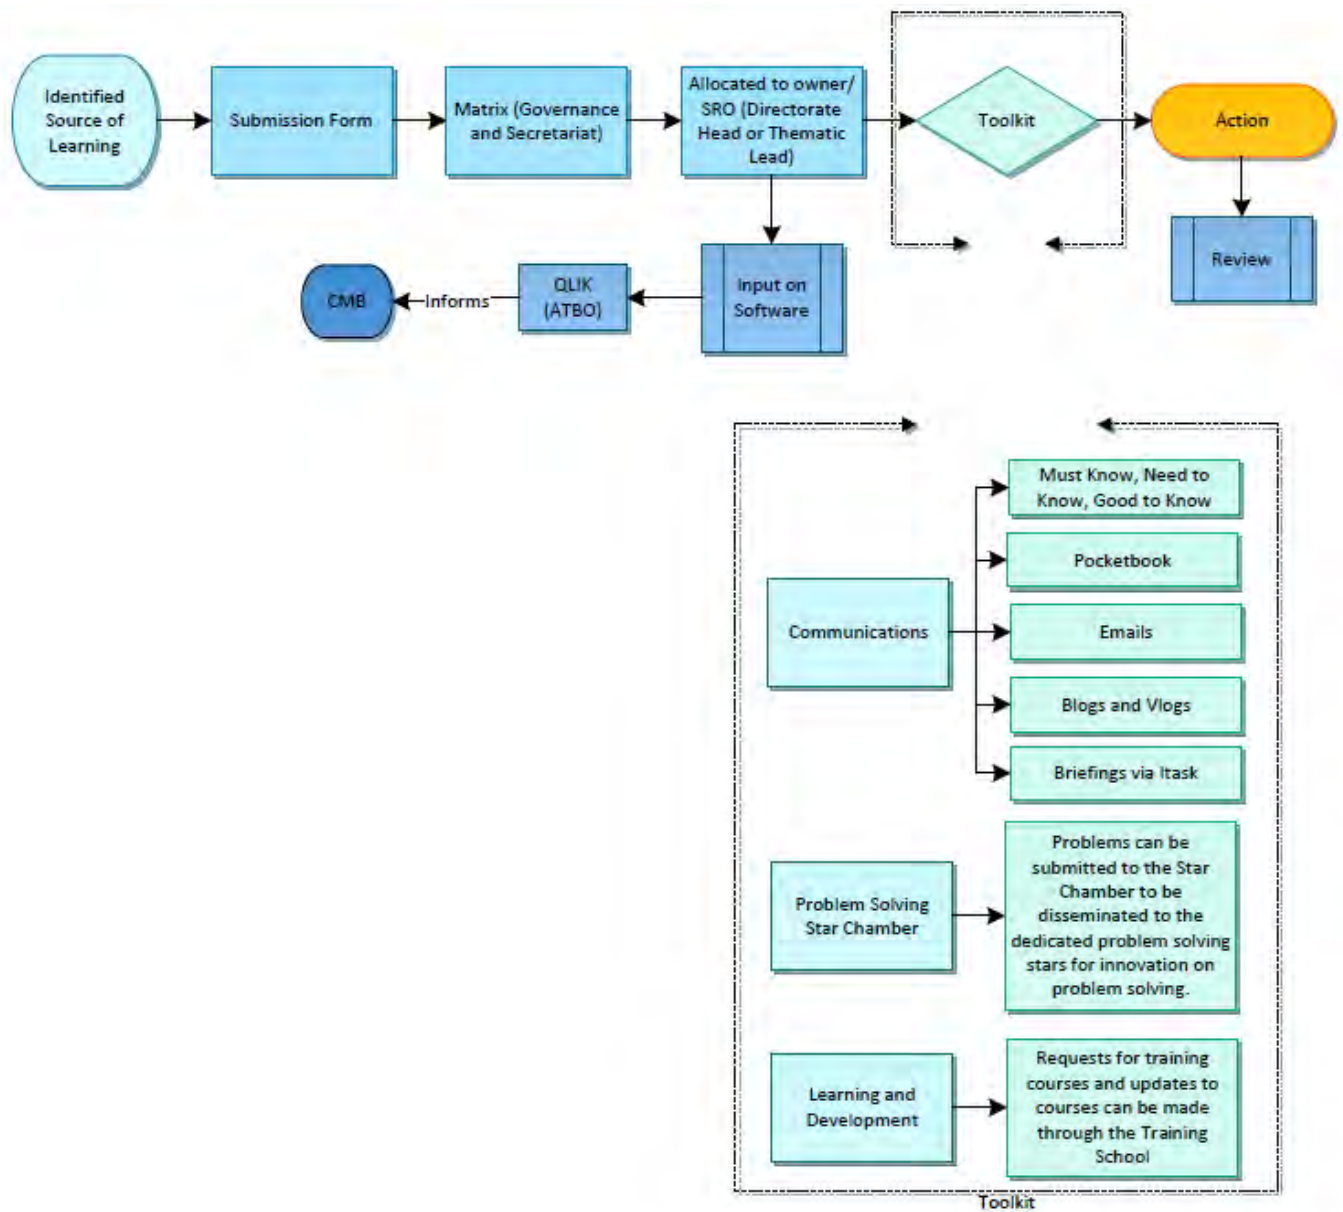 Identified
Source of
Learning
Submission Form
Matrix (Governance
and Secretariat)
Allocated to owner/
SRO (Directorate
Head or Thematic
Lead)
Toolkit
Action
Review
Input on
Software
QLIK
(ATBO)
Informs
CMB
Communications
Must Know, Need to
Know, Good to Know
Pocketbook
Emails
Blogs and Vlogs
Briefings via Itask
Problem Solving
Star Chamber
Problems can be
submitted to the Star
Chamber to be
disseminated to the
dedicated problem solving
stars for innovation on
problem solving.
Learning and
Development
Requests for training
courses and updates to
courses can be made
through the Training
School
Toolkit